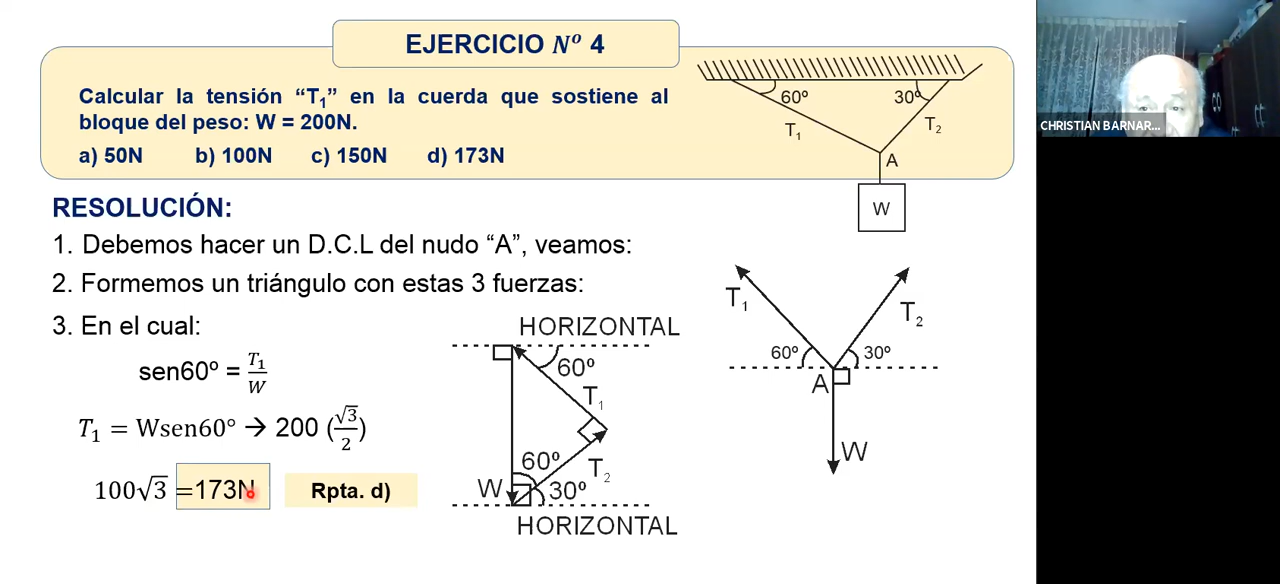 EJERCICIO Nº 4
Calcular la tensión “T₁” en la cuerda que sostiene al
bloque del peso: W = 200N.
a) 50N b) 100N c) 150N d) 173N
60º
30º
T₁
T₂
A
W
CHRISTIAN BARNAR...
RESOLUCIÓN:
1. Debemos hacer un D.C.L del nudo “A”, veamos:
2. Formemos un triángulo con estas 3 fuerzas:
3. En el cual:
sen60º = T₁/W
T₁ = Wsen60° → 200 (√3/2)
100√3 =173N
Rpta. d)
HORIZONTAL
60º
T₁
60º
T₂
W
30º
HORIZONTAL
T₁
T₂
60º
30º
A
W